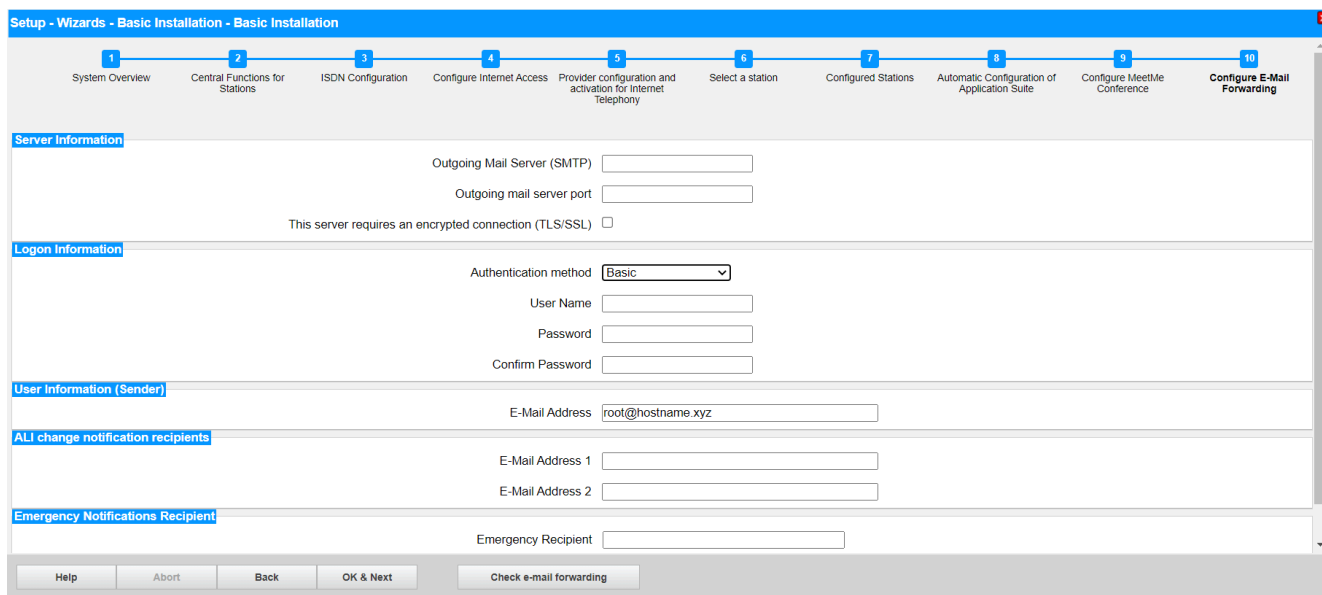 Setup - Wizards - Basic Installation - Basic Installation
1 2 3 4 5 6 7 8 9 10
System Overview
Central Functions for
Stations
ISDN Configuration
Configure Internet Access
Provider configuration and
activation for Internet
Telephony
Select a station
Configured Stations
Automatic Configuration of
Application Suite
Configure MeetMe
Conference
Configure E-Mail
Forwarding
Server Information
Outgoing Mail Server (SMTP)
Outgoing mail server port
This server requires an encrypted connection (TLS/SSL)
Logon Information
Authentication method Basic
User Name
Password
Confirm Password
User Information (Sender)
E-Mail Address root@hostname.xyz
ALI change notification recipients
E-Mail Address 1
E-Mail Address 2
Emergency Notifications Recipient
Emergency Recipient
Help Abort Back OK & Next Check e-mail forwarding